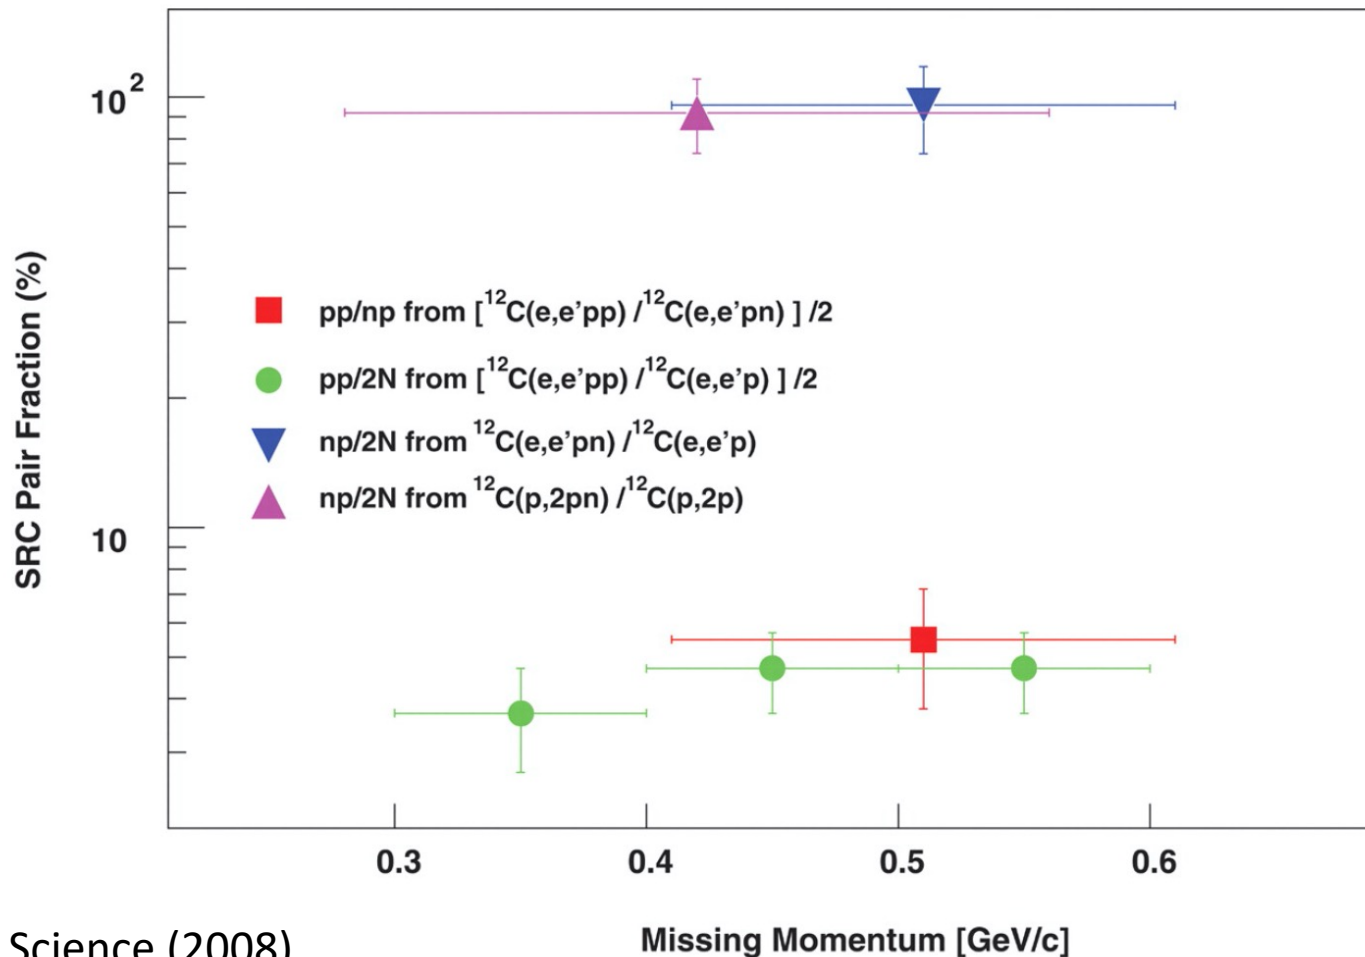 10²
10
SRC Pair Fraction (%)
pp/np from [¹²C(e,e’pp) /¹²C(e,e’pn) ] /2
pp/2N from [¹²C(e,e’pp) /¹²C(e,e’p) ] /2
np/2N from ¹²C(e,e’pn) /¹²C(e,e’p)
np/2N from ¹²C(p,2pn) /¹²C(p,2p)
0.3 0.4 0.5 0.6
Missing Momentum [GeV/c]
Science (2008)